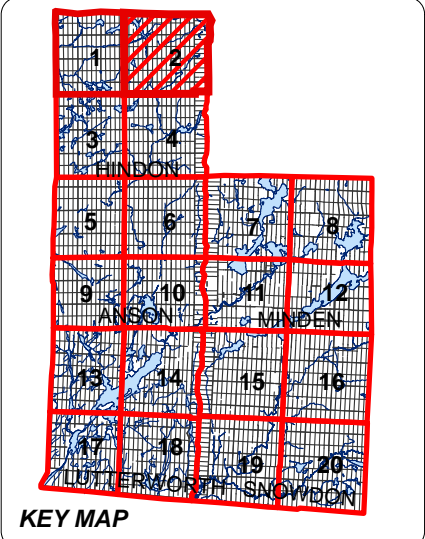 1 2
3 4
HINDON
5 6 7 8
9 10 11 12
ANSON MINDEN
13 14 15 16
17 18 19 20
LUTTERWORTH SNOWDON
KEY MAP